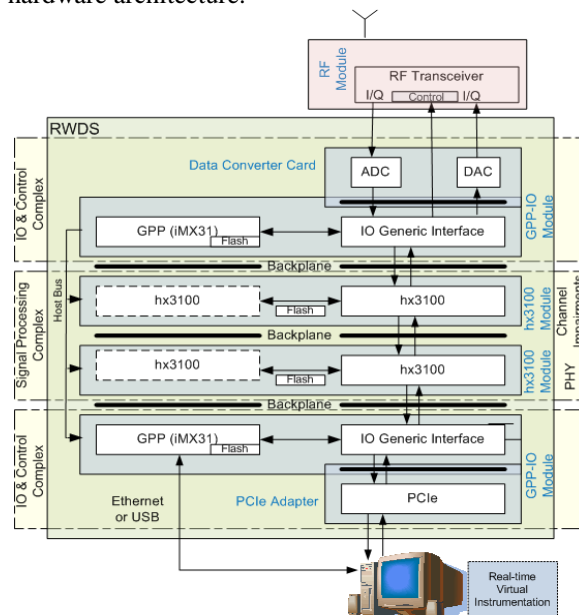 hardware architecture.
RF Module
RF Transceiver
I/Q
Control
I/Q
RWDS
IO & Control Complex
Data Converter Card
ADC
DAC
GPP (iMX31)
Flash
IO Generic Interface
GPP-IO Module
Backplane
Host Bus
Signal Processing Complex
hx3100
Flash
hx3100
hx3100 Module
Channel
Backplane
hx3100
Flash
hx3100
hx3100 Module
PHY
Backplane
IO & Control Complex
GPP (iMX31)
Flash
IO Generic Interface
GPP-IO Module
Ethernet or USB
PCIe Adapter
PCIe
Real-time
Virtual
Instrumentation